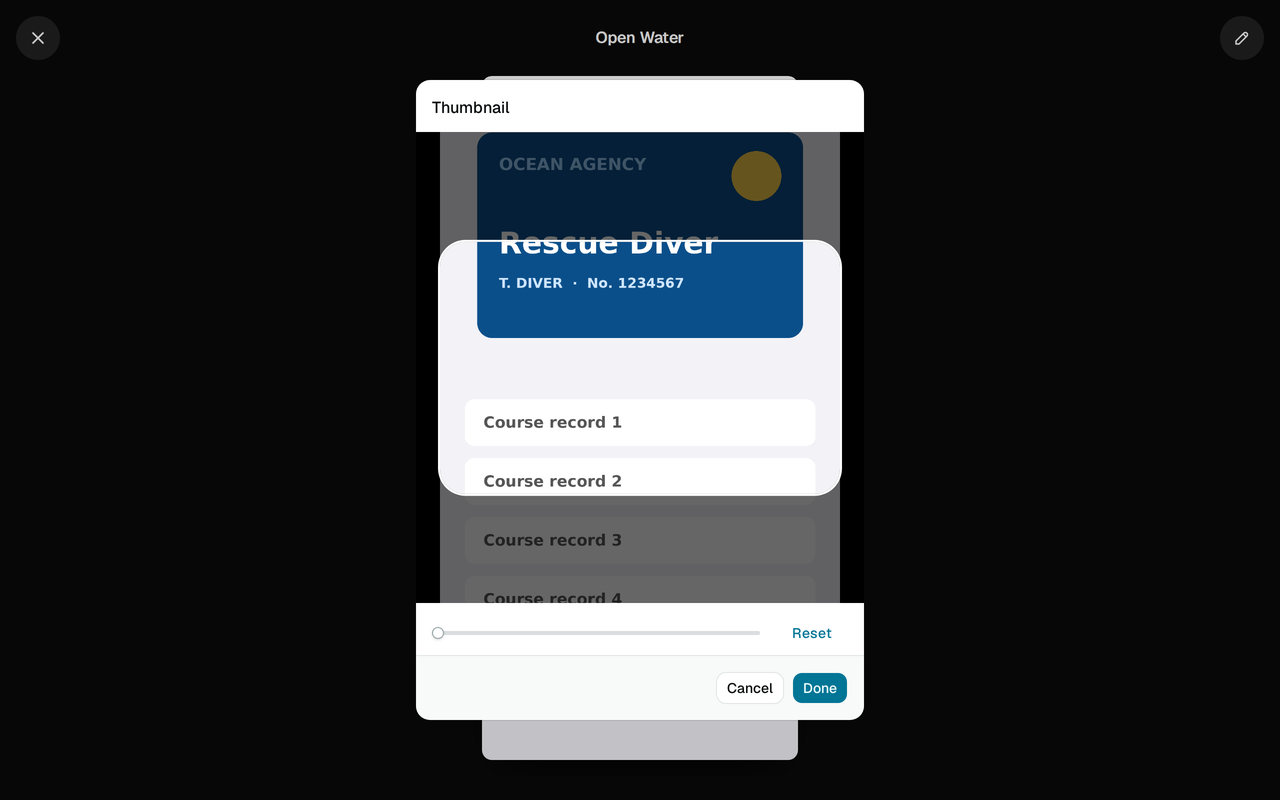 Open Water
Thumbnail
OCEAN AGENCY
Rescue Diver
T. DIVER · No. 1234567
Course record 1
Course record 2
Course record 3
Course record 4
Reset
Cancel
Done